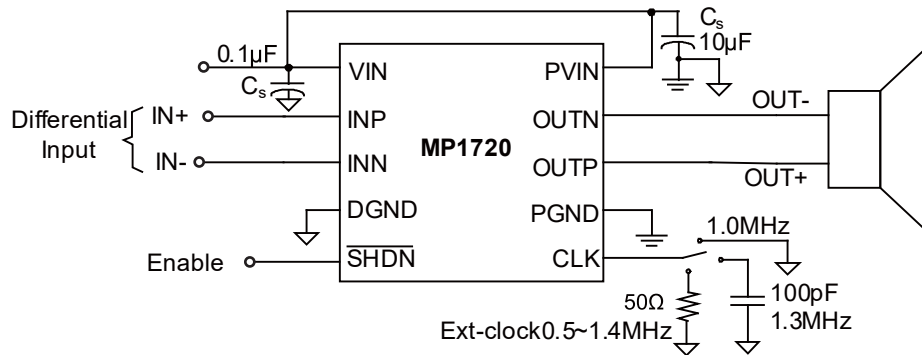 Cs
0.1µF
10µF
VIN
PVIN
Cs
OUT-
Differential
Input
IN+
INP
OUTN
MP1720
IN-
INN
OUTP
OUT+
DGND
PGND
1.0MHz
Enable
SHDN
CLK
50Ω
100pF
Ext-clock0.5~1.4MHz
1.3MHz